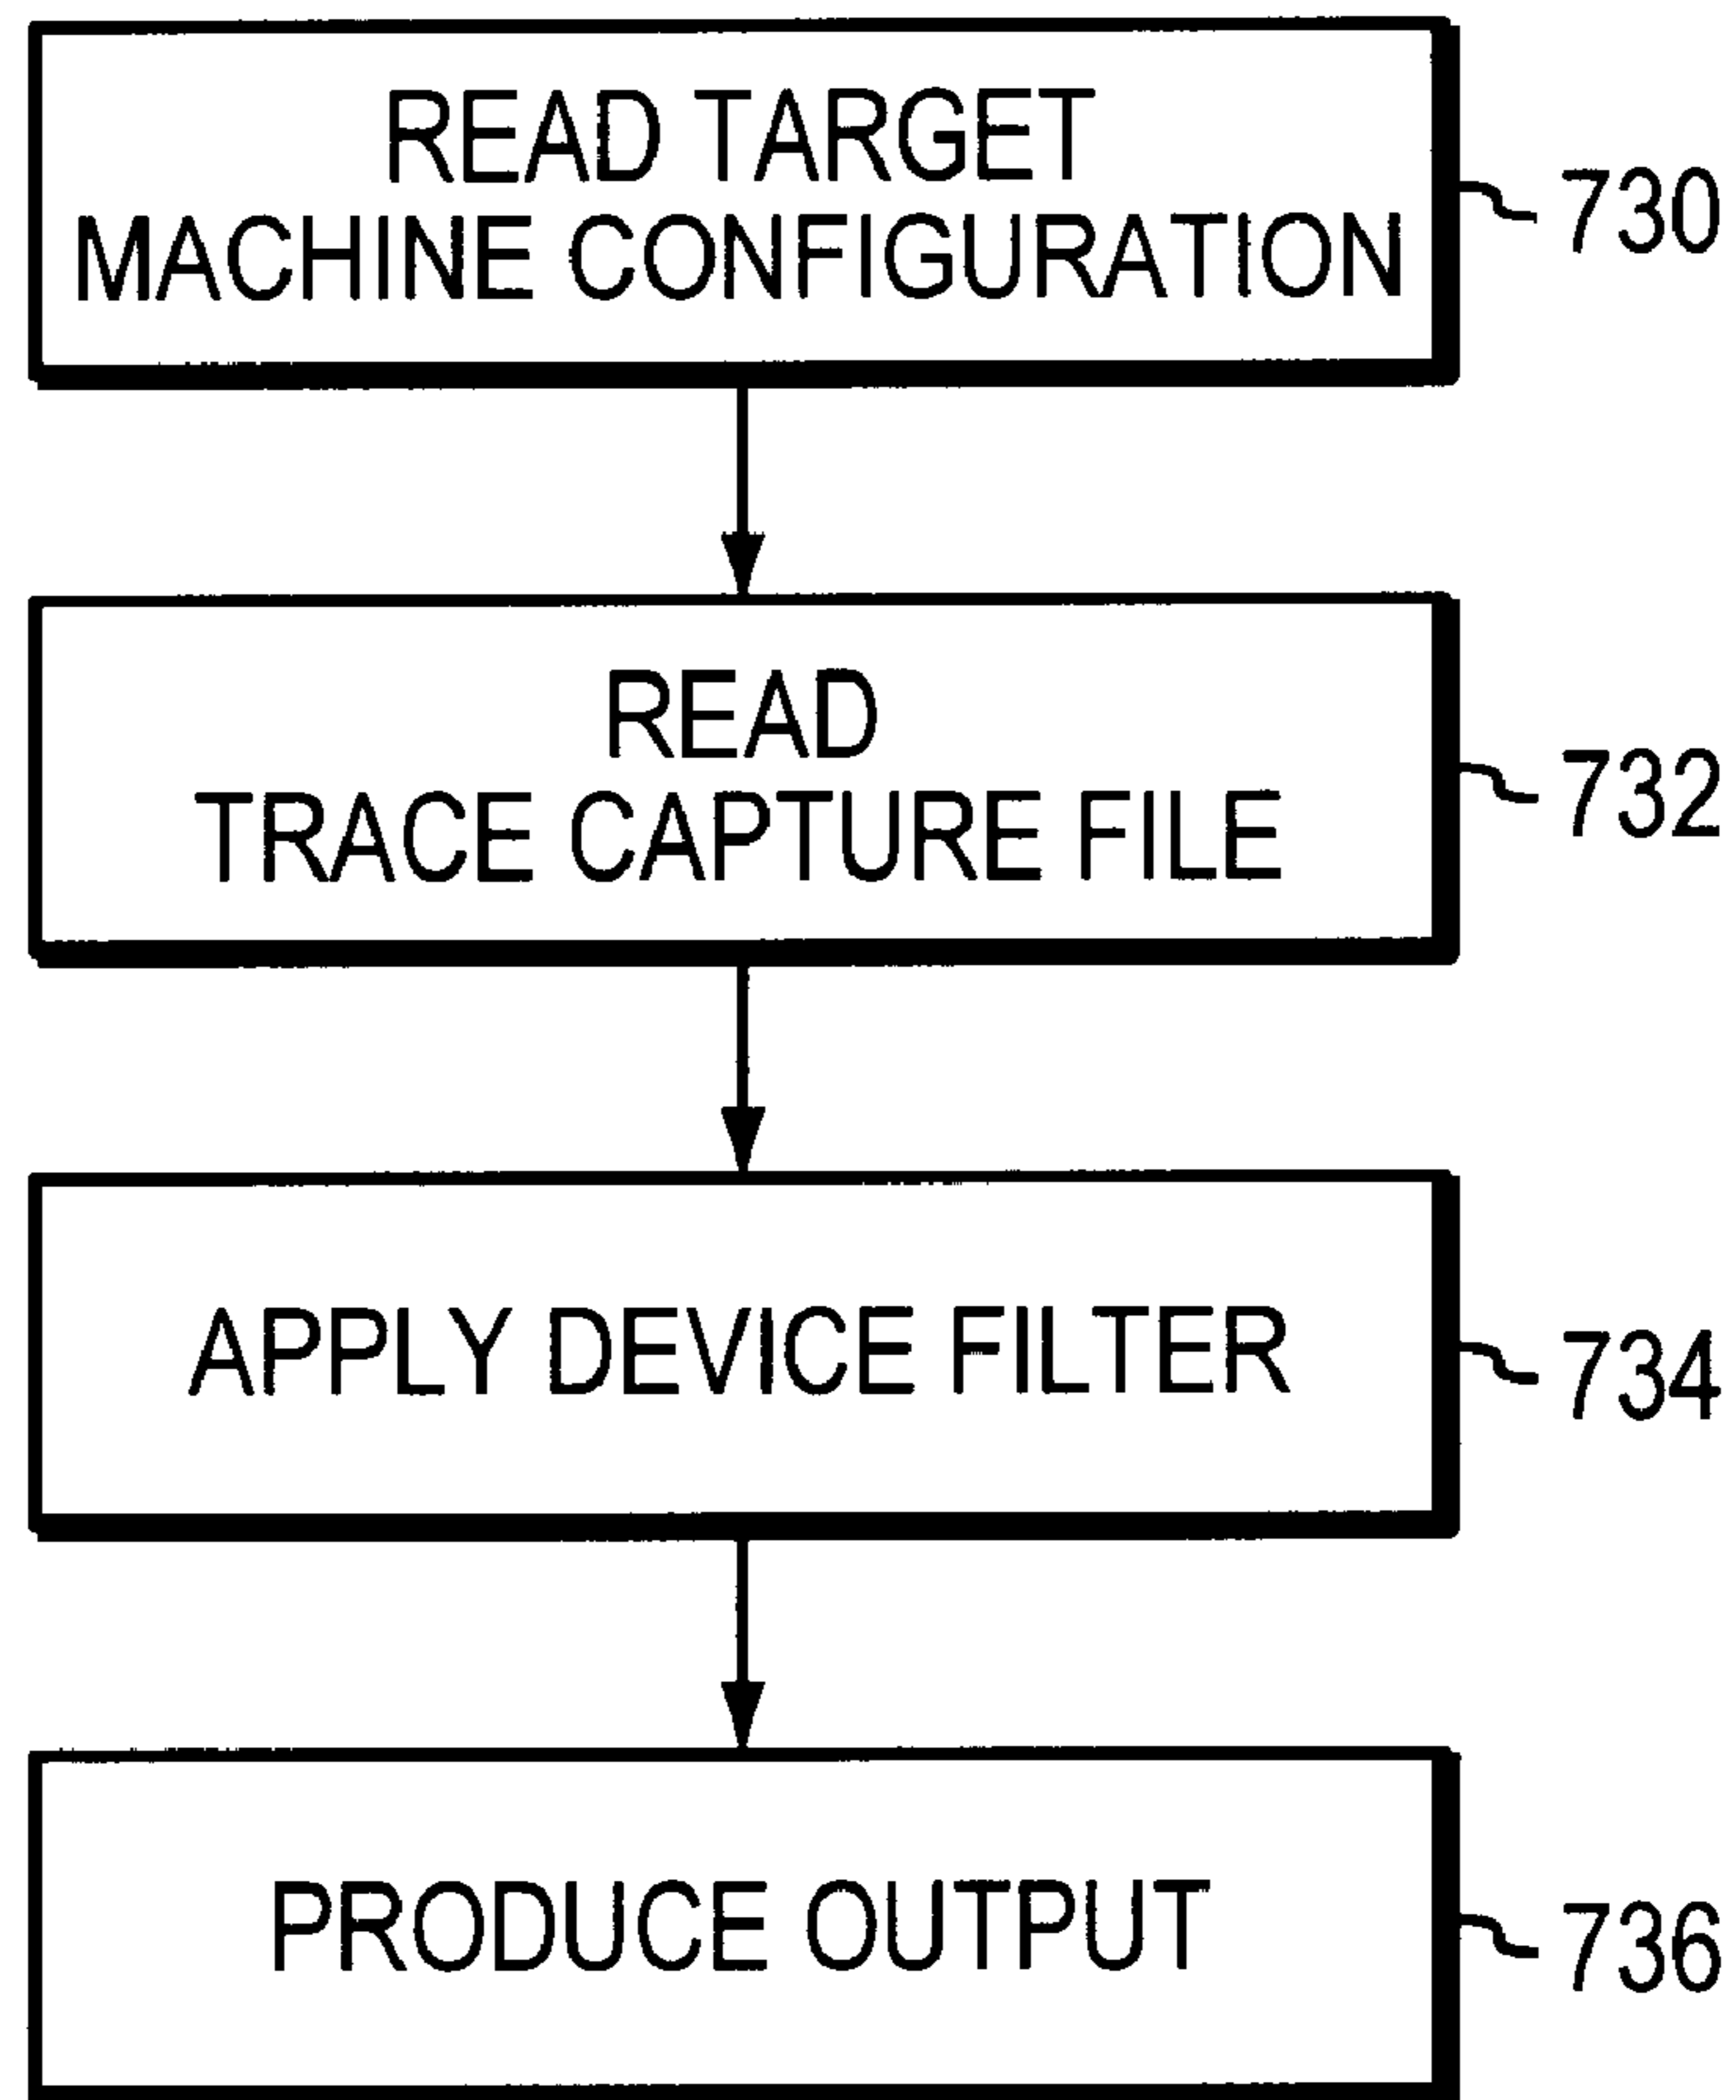 READ TARGET
MACHINE CONFIGURATION
730
READ
TRACE CAPTURE FILE
732
APPLY DEVICE FILTER
734
PRODUCE OUTPUT
736